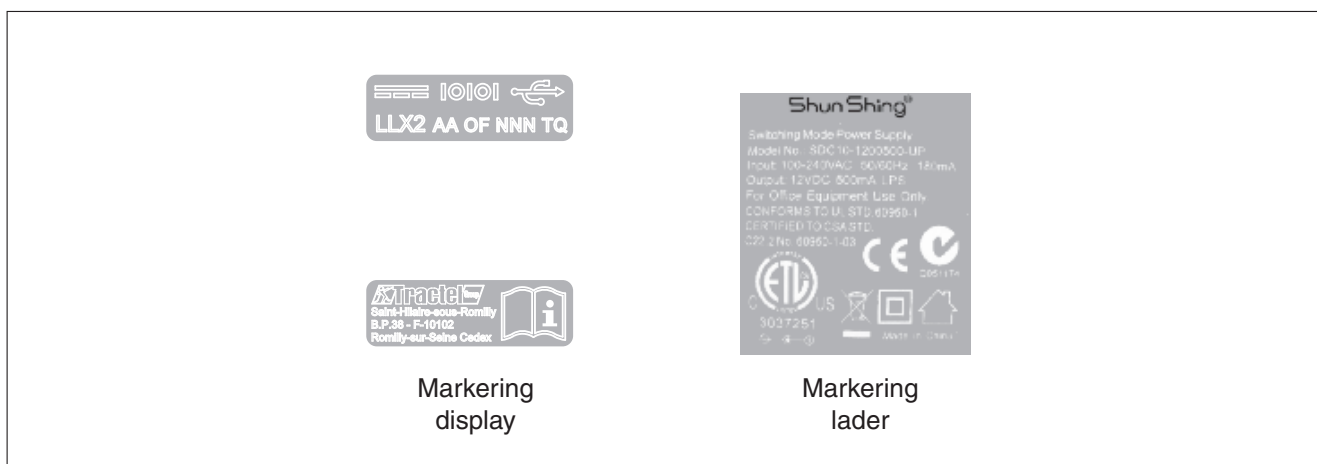 IOIOI
LLX2 AA OF NNN TQ
Tractel
Saint-Hilaire-sous-Romilly
B.P.38 - F-10102
Romilly-sur-Seine Cedex
i
Markering
display
ShunShing®
Switching Mode Power Supply
Model No. SDC10-1200500-UP
Input: 100-240VAC 50/60Hz 180mA
Output: 12VDC 500mA LPS
For Office Equipment Use Only
CONFORMS TO UL STD. 60950-1
CERTIFIED TO CSA STD.
C22.2 No. 60950-1-03
CE
ETL
C US
3037251
Made in China
Markering
lader